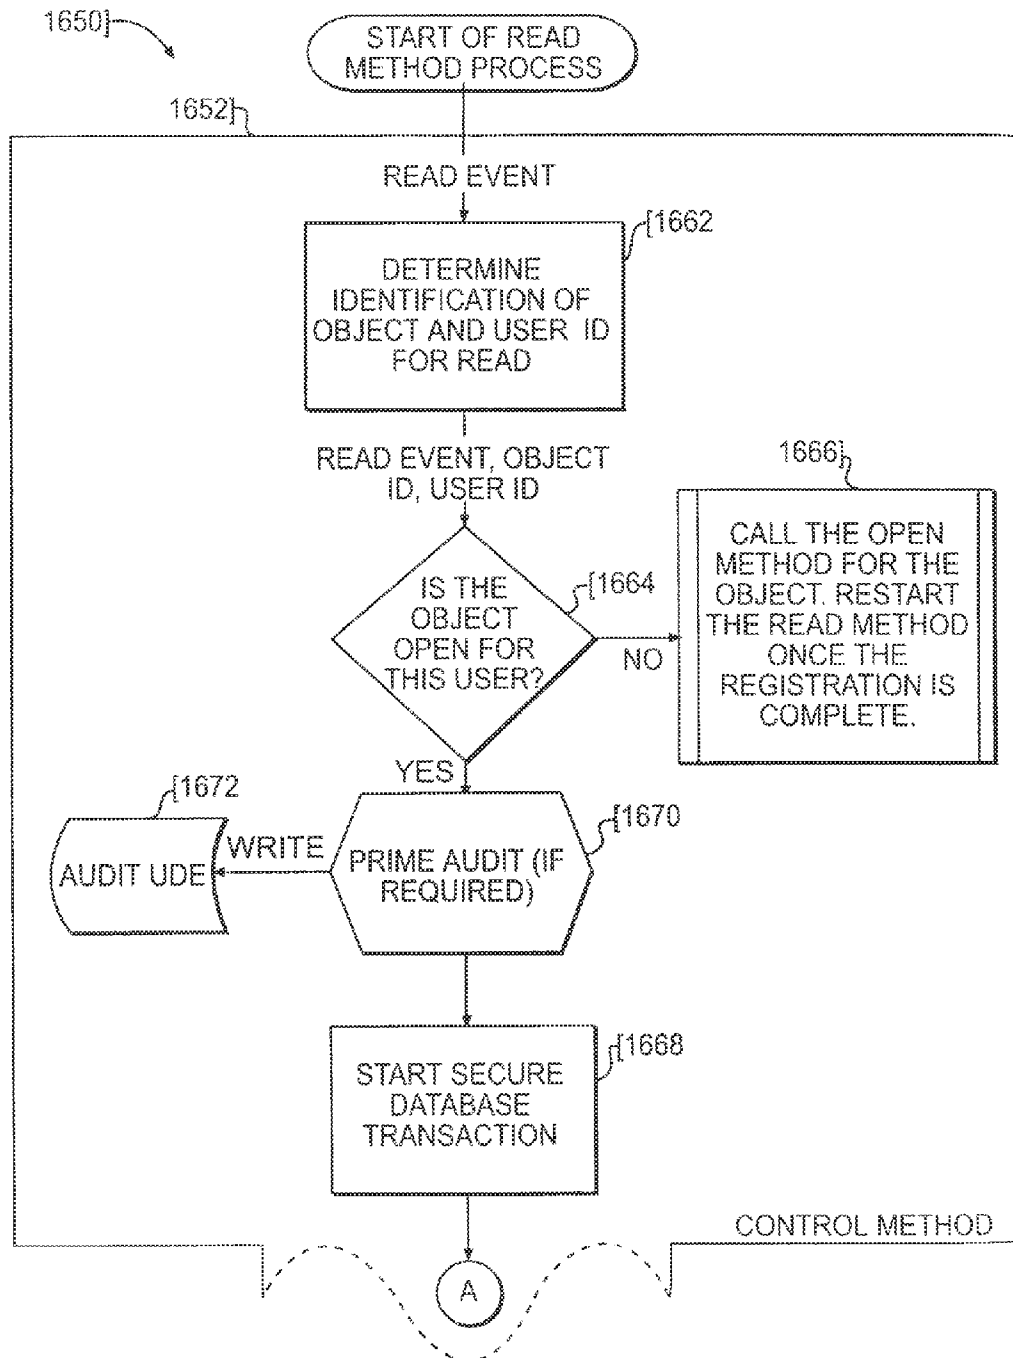 1650]
START OF READ
METHOD PROCESS
1652]
READ EVENT
[1662
DETERMINE
IDENTIFICATION OF
OBJECT AND USER ID
FOR READ
READ EVENT, OBJECT
ID, USER ID
1666]
CALL THE OPEN
METHOD FOR THE
OBJECT. RESTART
THE READ METHOD
ONCE THE
REGISTRATION IS
COMPLETE.
[1664
IS THE
OBJECT
OPEN FOR
THIS USER?
NO
YES
[1672
AUDIT UDE
WRITE
[1670
PRIME AUDIT (IF
REQUIRED)
[1668
START SECURE
DATABASE
TRANSACTION
CONTROL METHOD
A